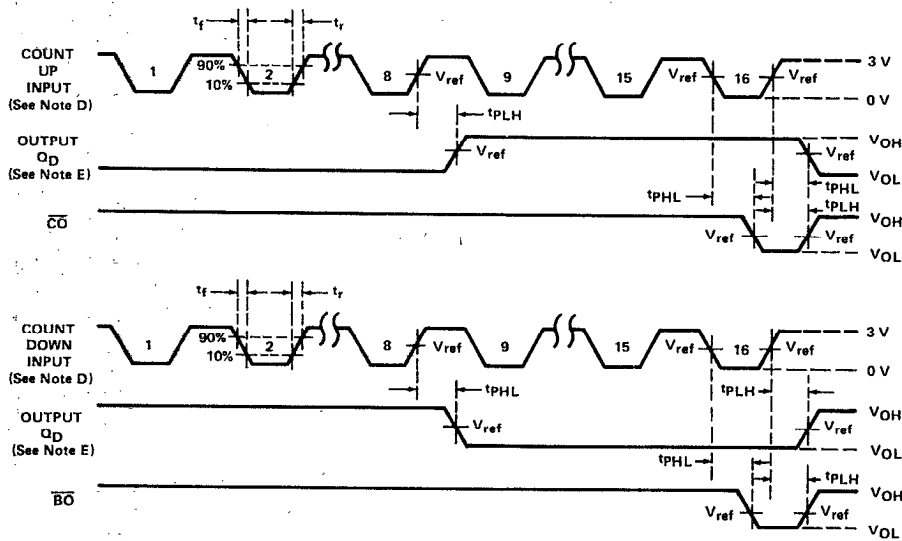 tf tr
COUNT UP INPUT (See Note D)
90%
10%
1 2 8 9 15 16
Vref Vref Vref
3 V
0 V
tPLH
OUTPUT QD (See Note E)
Vref Vref
VOH
VOL
tPHL tPHL
tPLH
CO
Vref Vref
VOH
VOL
tf tr
COUNT DOWN INPUT (See Note D)
90%
10%
1 2 8 9 15 16
Vref Vref Vref
3 V
0 V
tPHL tPLH
OUTPUT QD (See Note E)
Vref Vref
VOH
VOL
tPHL tPLH
BO
Vref Vref
VOH
VOL